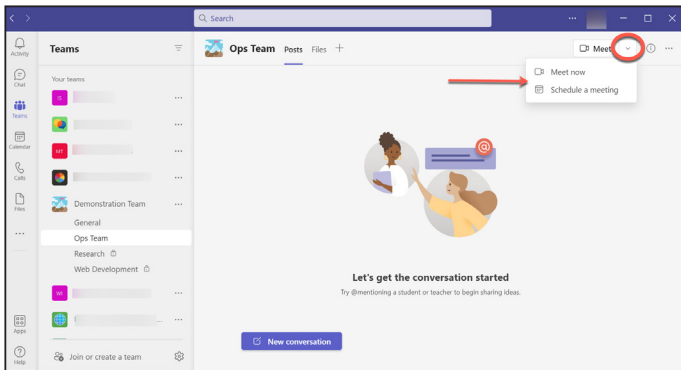 Search
Activity
Chat
Teams
Calendar
Calls
Files
Apps
Help
Teams
Your teams
IS
MT
Demonstration Team
General
Ops Team
Research
Web Development
WI
Join or create a team
Ops Team Posts Files
Meet
Meet now
Schedule a meeting
@
Let's get the conversation started
Try @mentioning a student or teacher to begin sharing ideas.
New conversation